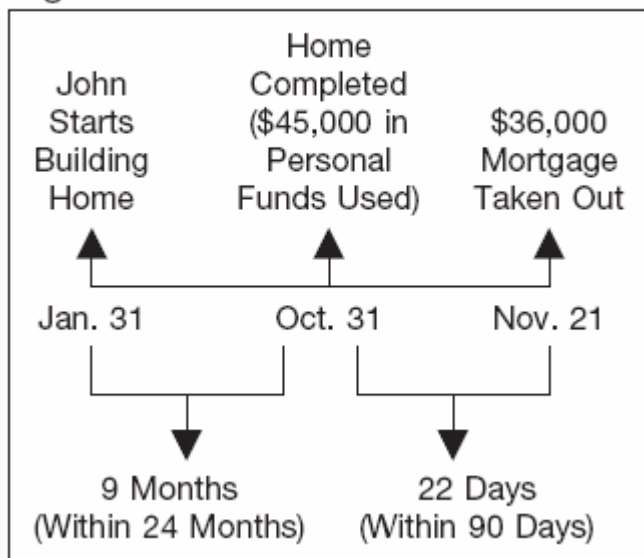 John
Starts
Building
Home
Home
Completed
($45,000 in
Personal
Funds Used)
$36,000
Mortgage
Taken Out
Jan. 31
Oct. 31
Nov. 21
9 Months
(Within 24 Months)
22 Days
(Within 90 Days)